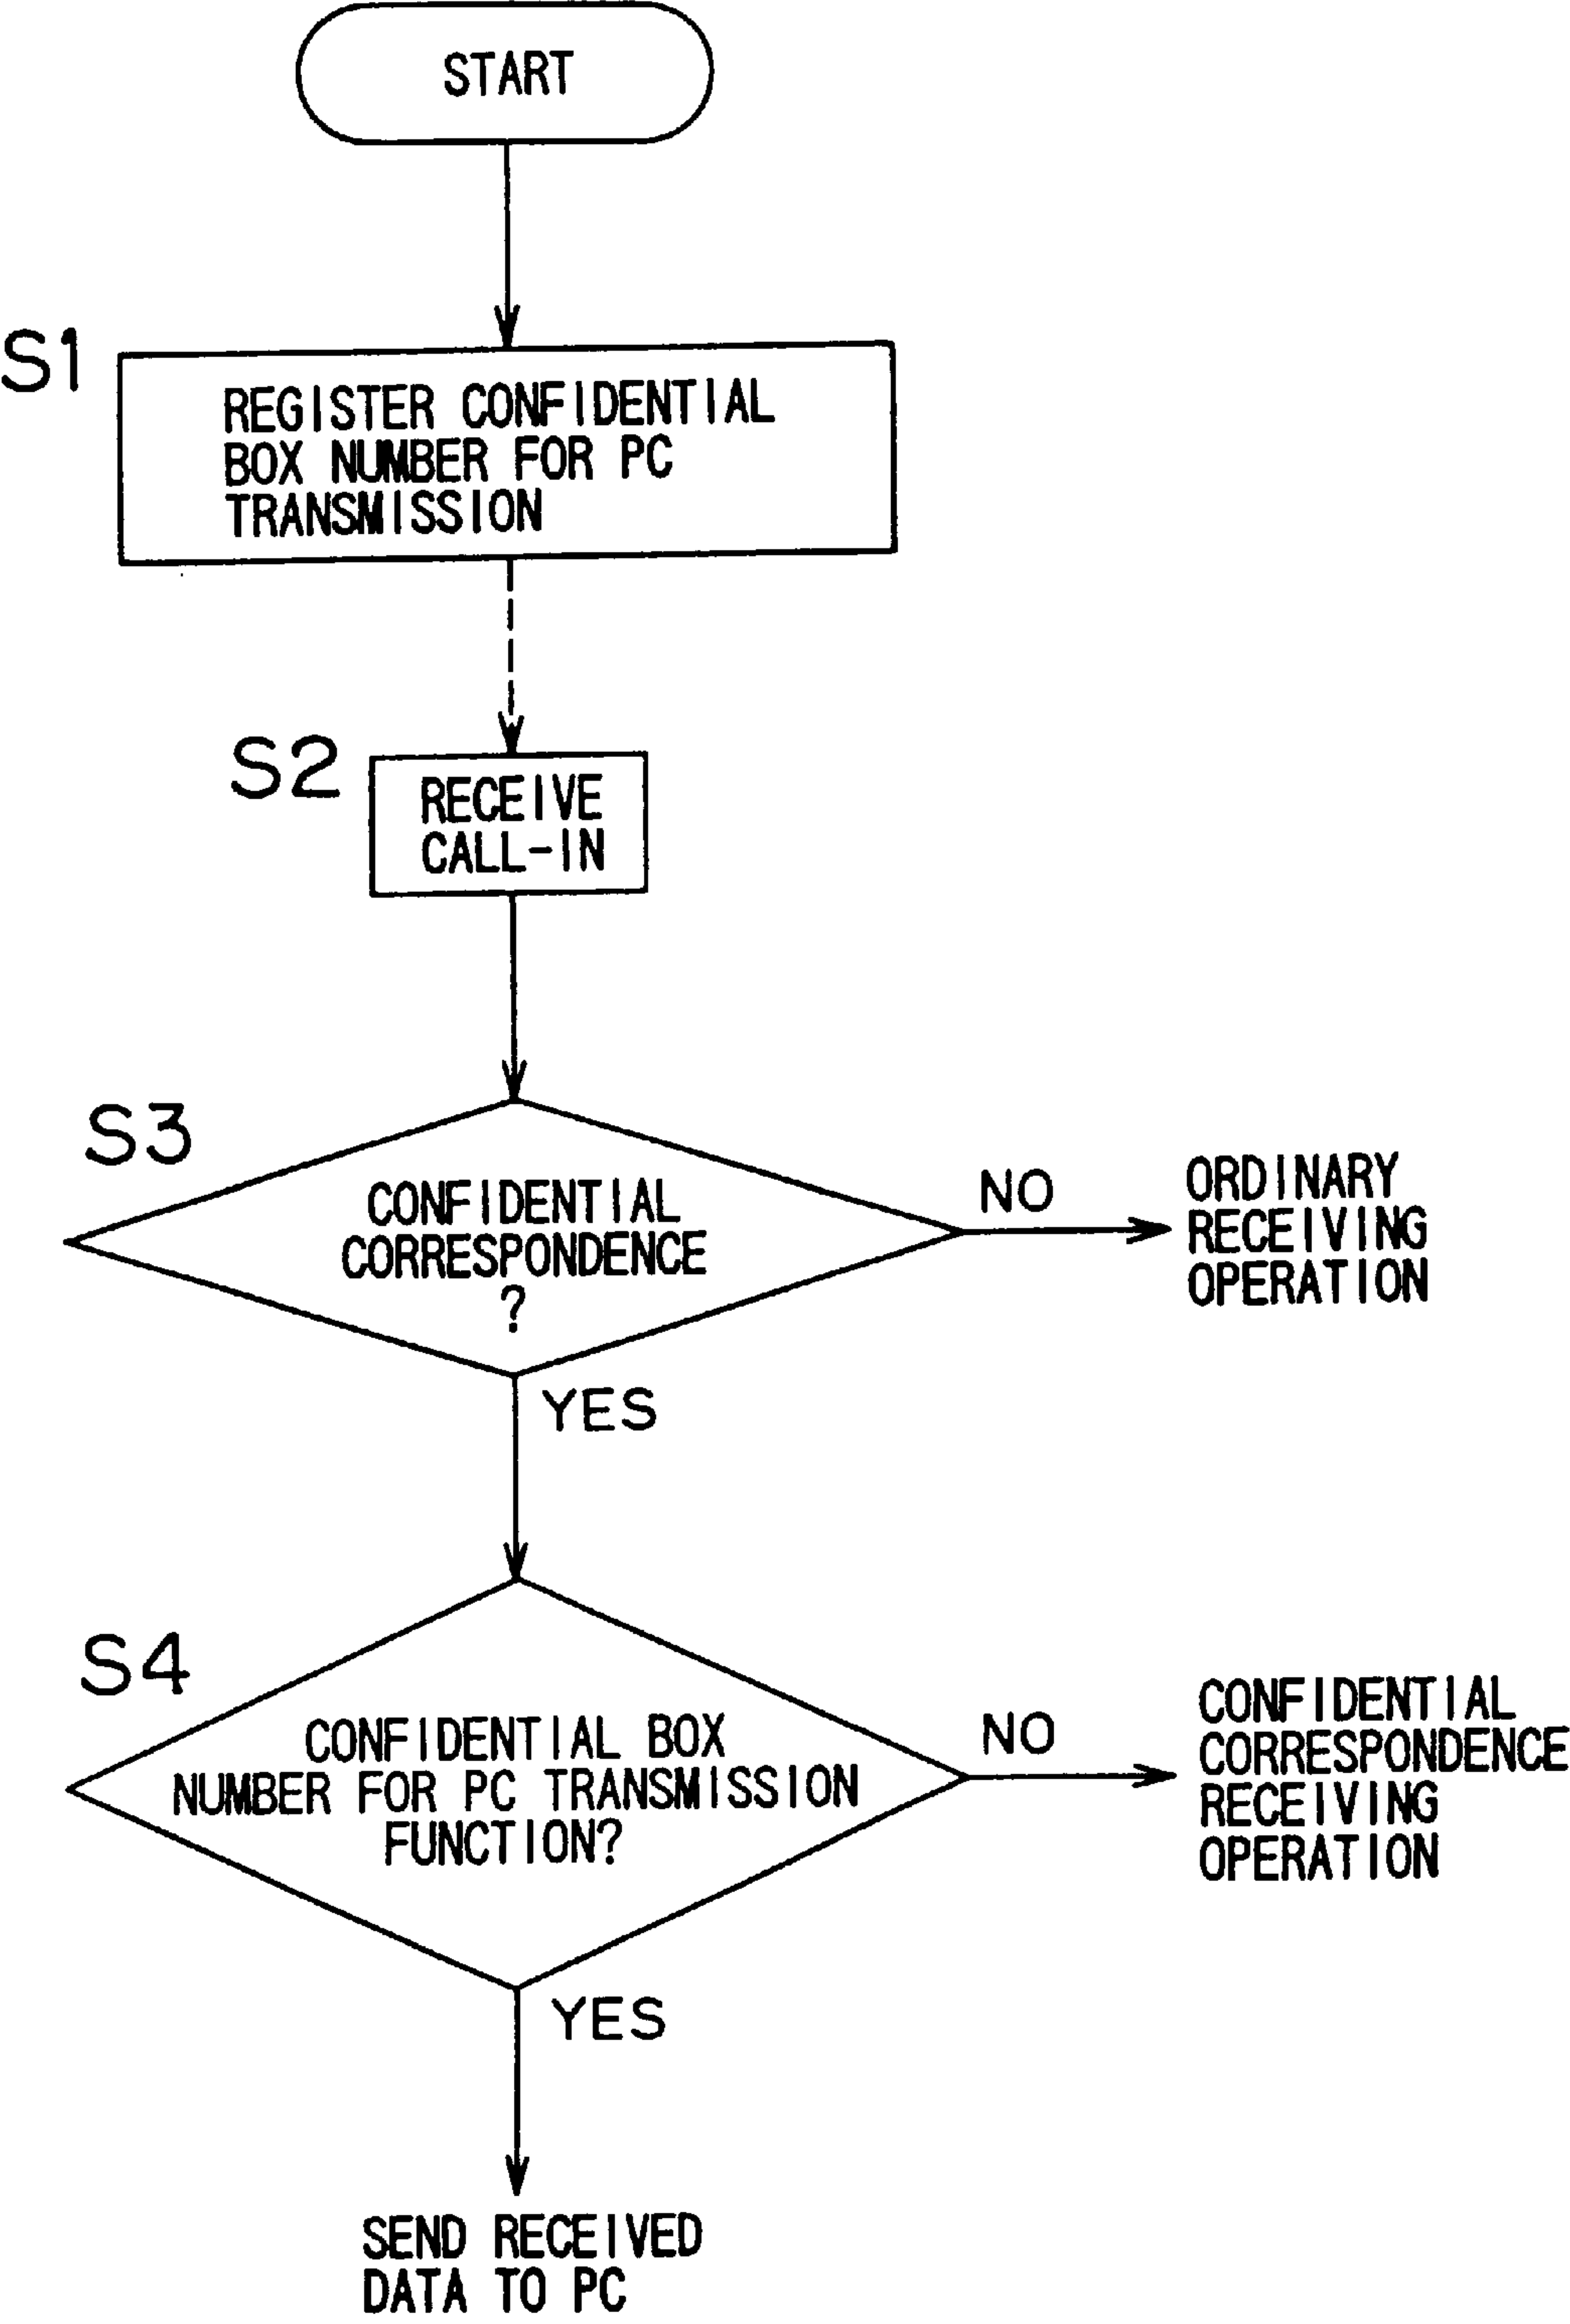 START
S1
REGISTER CONFIDENTIAL
BOX NUMBER FOR PC
TRANSMISSION
S2
RECEIVE
CALL-IN
S3
CONFIDENTIAL
CORRESPONDENCE
?
NO
ORDINARY
RECEIVING
OPERATION
YES
S4
CONFIDENTIAL BOX
NUMBER FOR PC TRANSMISSION
FUNCTION?
NO
CONFIDENTIAL
CORRESPONDENCE
RECEIVING
OPERATION
YES
SEND RECEIVED
DATA TO PC